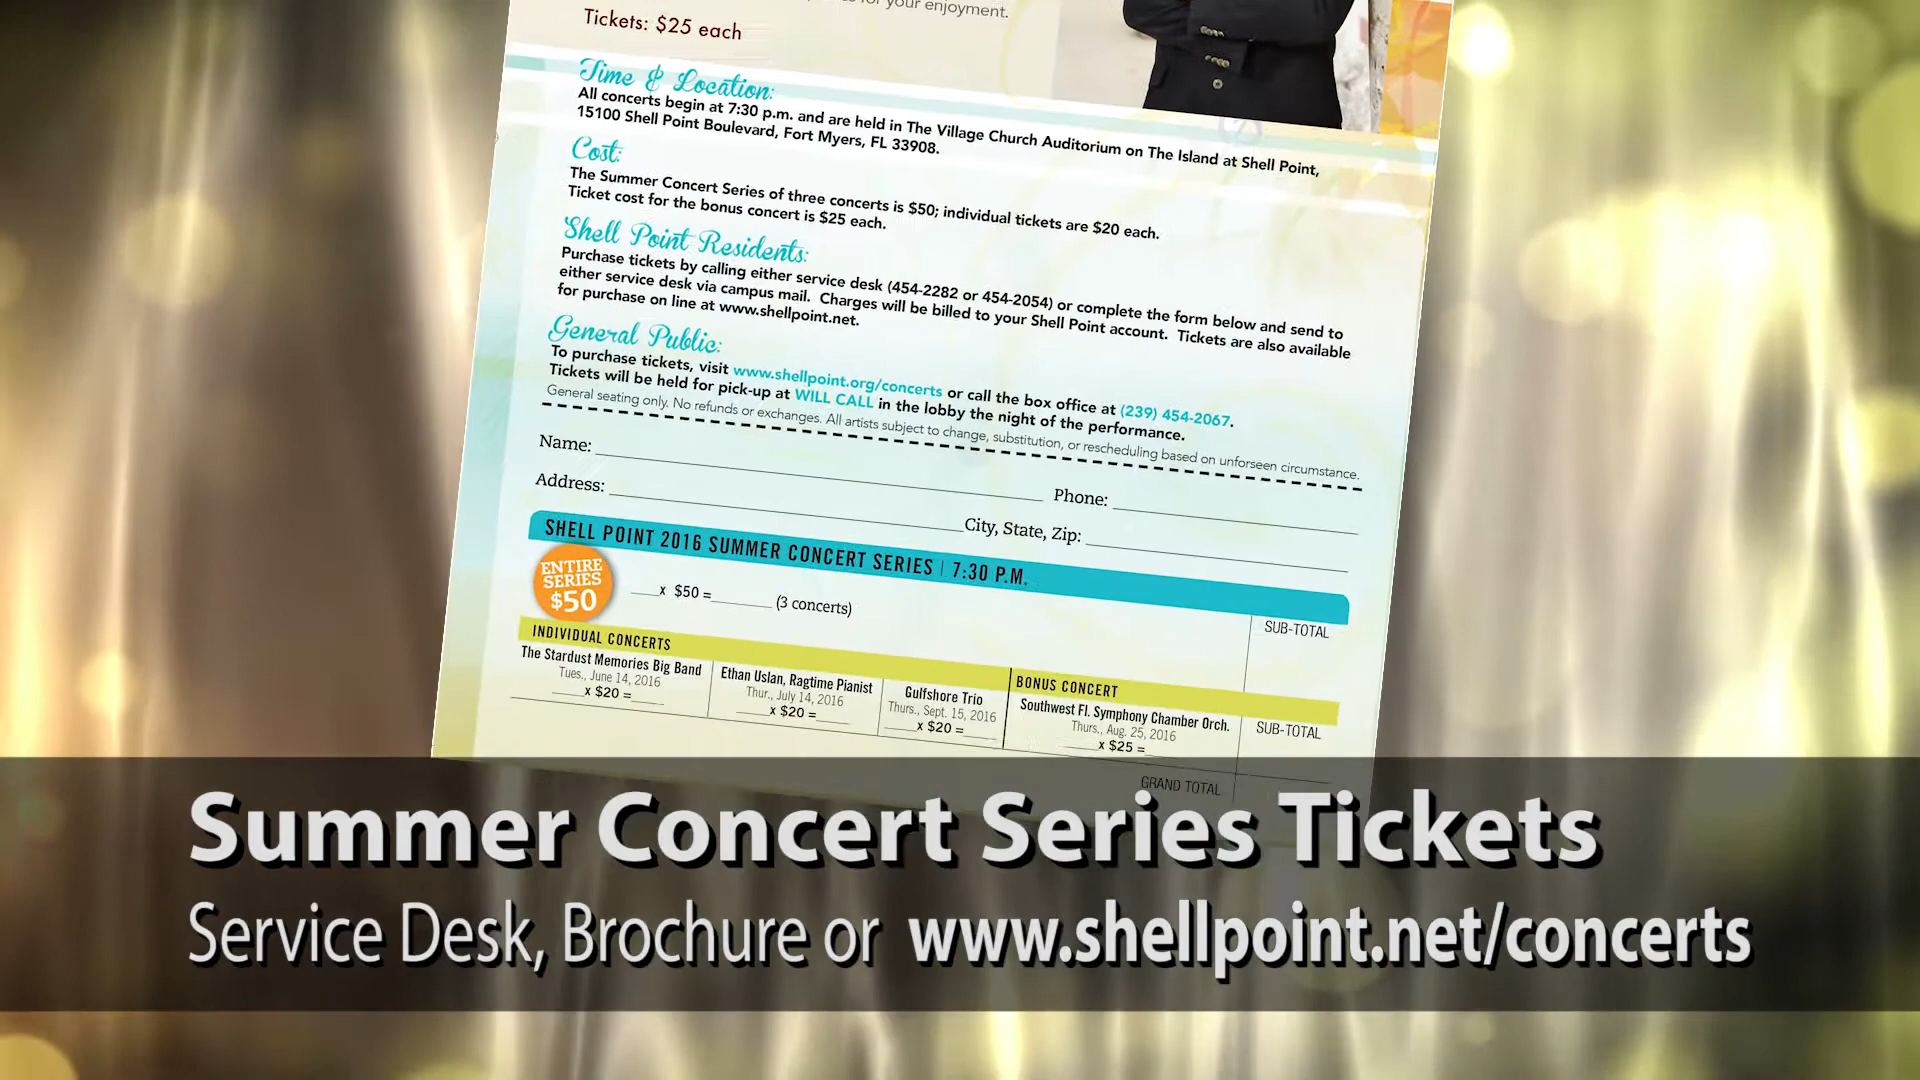 for your enjoyment.
Tickets: $25 each
Time & Location:
All concerts begin at 7:30 p.m. and are held in The Village Church Auditorium on The Island at Shell Point,
15100 Shell Point Boulevard, Fort Myers, FL 33908.
Cost:
The Summer Concert Series of three concerts is $50; individual tickets are $20 each.
Ticket cost for the bonus concert is $25 each.
Shell Point Residents:
Purchase tickets by calling either service desk (454-2282 or 454-2054) or complete the form below and send to
either service desk via campus mail. Charges will be billed to your Shell Point account. Tickets are also available
for purchase on line at www.shellpoint.net.
General Public:
To purchase tickets, visit www.shellpoint.org/concerts or call the box office at (239) 454-2067.
Tickets will be held for pick-up at WILL CALL in the lobby the night of the performance.
General seating only. No refunds or exchanges. All artists subject to change, substitution, or rescheduling based on unforseen circumstance.
Name: Phone:
Address: City, State, Zip:
SHELL POINT 2016 SUMMER CONCERT SERIES | 7:30 P.M.
ENTIRE
SERIES
$50
x $50 = (3 concerts)
SUB-TOTAL
INDIVIDUAL CONCERTS
The Stardust Memories Big Band
Tues., June 14, 2016
x $20 =
Ethan Uslan, Ragtime Pianist
Thur., July 14, 2016
x $20 =
Gulfshore Trio
Thurs., Sept. 15, 2016
x $20 =
BONUS CONCERT
Southwest Fl. Symphony Chamber Orch.
Thurs., Aug. 25, 2016
x $25 =
SUB-TOTAL
GRAND TOTAL
Summer Concert Series Tickets
Service Desk, Brochure or www.shellpoint.net/concerts